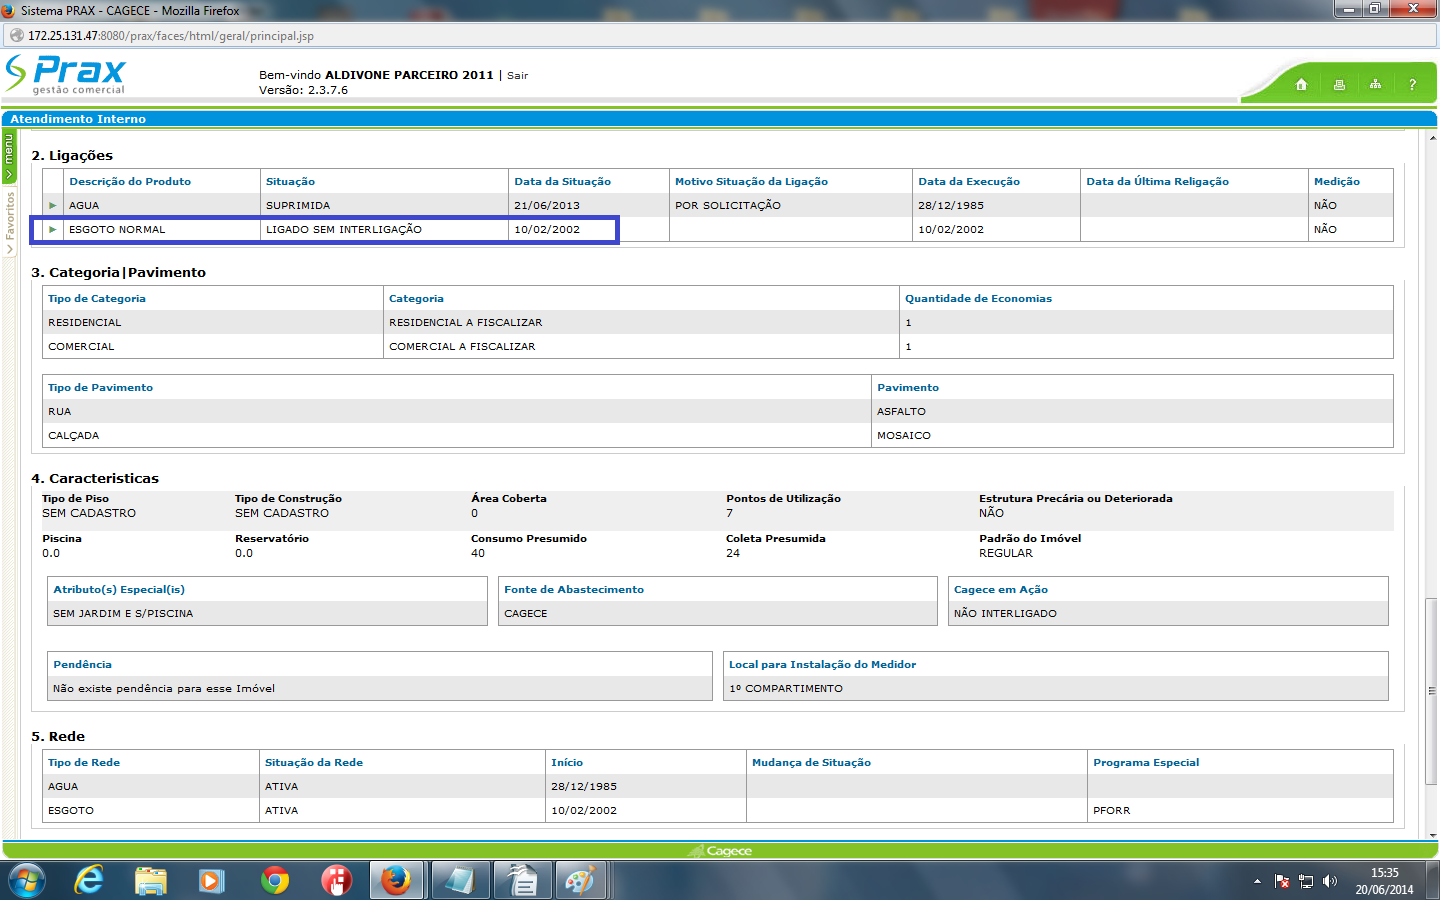 Sistema PRAX - CAGECE - Mozilla Firefox
172.25.131.47:8080/prax/faces/html/geral/principal.jsp
Prax
gestão comercial
Bem-vindo ALDIVONE PARCEIRO 2011 | Sair
Versão: 2.3.7.6
?
Atendimento Interno
menu
Favoritos
2. Ligações
Descrição do Produto Situação Data da Situação Motivo Situação da Ligação Data da Execução Data da Última Religação Medição
AGUA SUPRIMIDA 21/06/2013 POR SOLICITAÇÃO 28/12/1985 NÃO
ESGOTO NORMAL LIGADO SEM INTERLIGAÇÃO 10/02/2002 10/02/2002 NÃO
3. Categoria|Pavimento
Tipo de Categoria Categoria Quantidade de Economias
RESIDENCIAL RESIDENCIAL A FISCALIZAR 1
COMERCIAL COMERCIAL A FISCALIZAR 1
Tipo de Pavimento Pavimento
RUA ASFALTO
CALÇADA MOSAICO
4. Caracteristicas
Tipo de Piso Tipo de Construção Área Coberta Pontos de Utilização Estrutura Precária ou Deteriorada
SEM CADASTRO SEM CADASTRO 0 7 NÃO
Piscina Reservatório Consumo Presumido Coleta Presumida Padrão do Imóvel
0.0 0.0 40 24 REGULAR
Atributo(s) Especial(is) Fonte de Abastecimento Cagece em Ação
SEM JARDIM E S/PISCINA CAGECE NÃO INTERLIGADO
Pendência Local para Instalação do Medidor
Não existe pendência para esse Imóvel 1º COMPARTIMENTO
5. Rede
Tipo de Rede Situação da Rede Início Mudança de Situação Programa Especial
AGUA ATIVA 28/12/1985
ESGOTO ATIVA 10/02/2002 PFORR
Cagece
15:35
20/06/2014